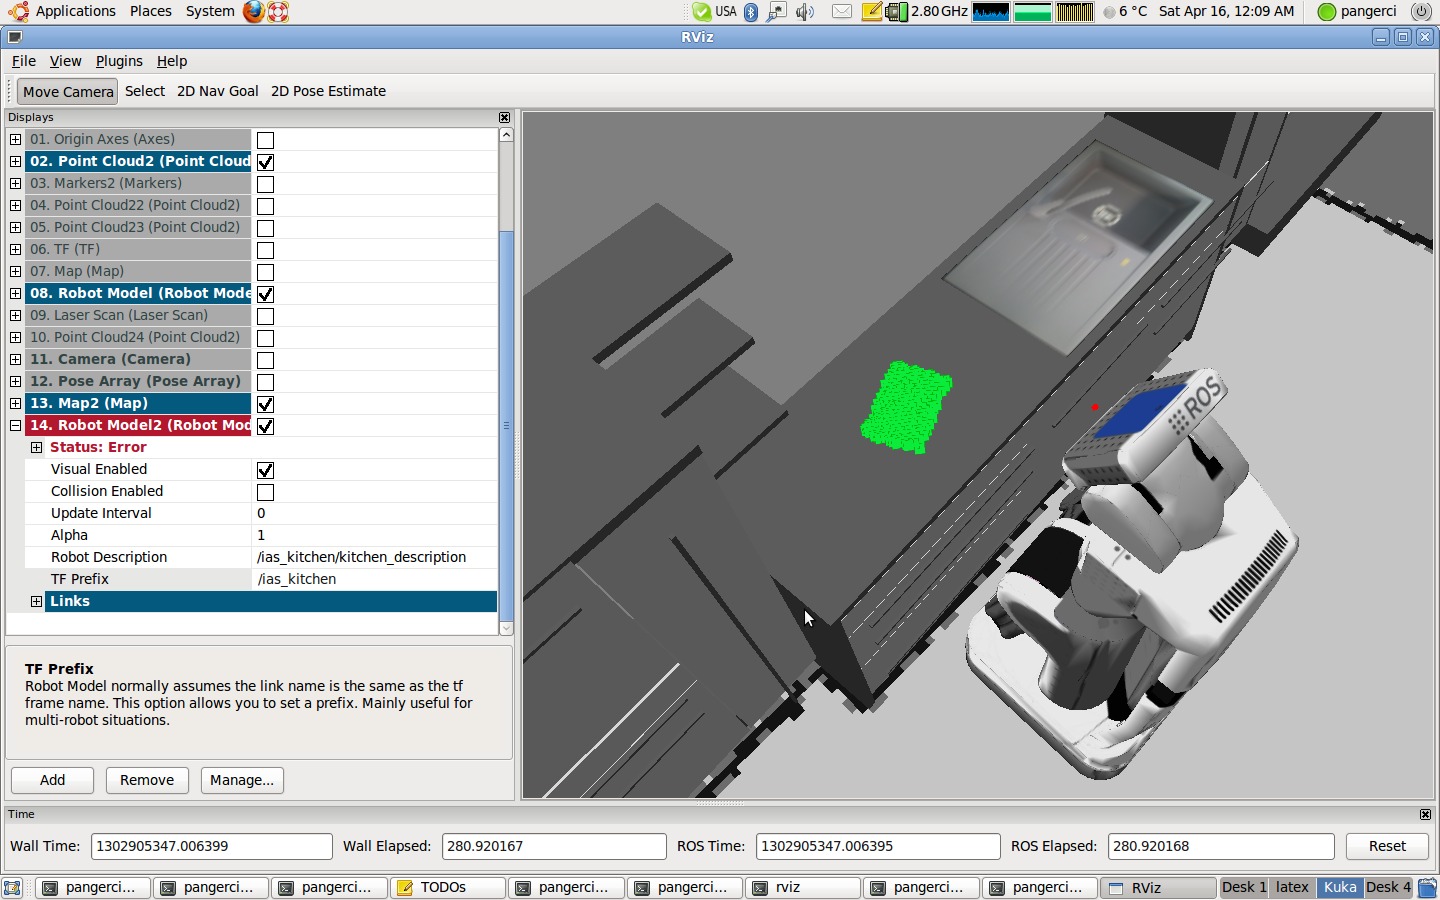 Applications Places System USA 2.80 GHz 6 °C Sat Apr 16, 12:09 AM pangerci
RViz
File View Plugins Help
Move Camera Select 2D Nav Goal 2D Pose Estimate
Displays
01. Origin Axes (Axes)
02. Point Cloud2 (Point Cloud
03. Markers2 (Markers)
04. Point Cloud22 (Point Cloud2)
05. Point Cloud23 (Point Cloud2)
06. TF (TF)
07. Map (Map)
08. Robot Model (Robot Mode
09. Laser Scan (Laser Scan)
10. Point Cloud24 (Point Cloud2)
11. Camera (Camera)
12. Pose Array (Pose Array)
13. Map2 (Map)
14. Robot Model2 (Robot Mod
Status: Error
Visual Enabled
Collision Enabled
Update Interval 0
Alpha 1
Robot Description /ias_kitchen/kitchen_description
TF Prefix /ias_kitchen
Links
TF Prefix
Robot Model normally assumes the link name is the same as the tf
frame name. This option allows you to set a prefix. Mainly useful for
multi-robot situations.
Add Remove Manage...
ROS
Time
Wall Time: 1302905347.006399 Wall Elapsed: 280.920167 ROS Time: 1302905347.006395 ROS Elapsed: 280.920168 Reset
pangerci... pangerci... pangerci... TODOs pangerci... pangerci... rviz pangerci... pangerci... RViz Desk 1 latex Kuka Desk 4